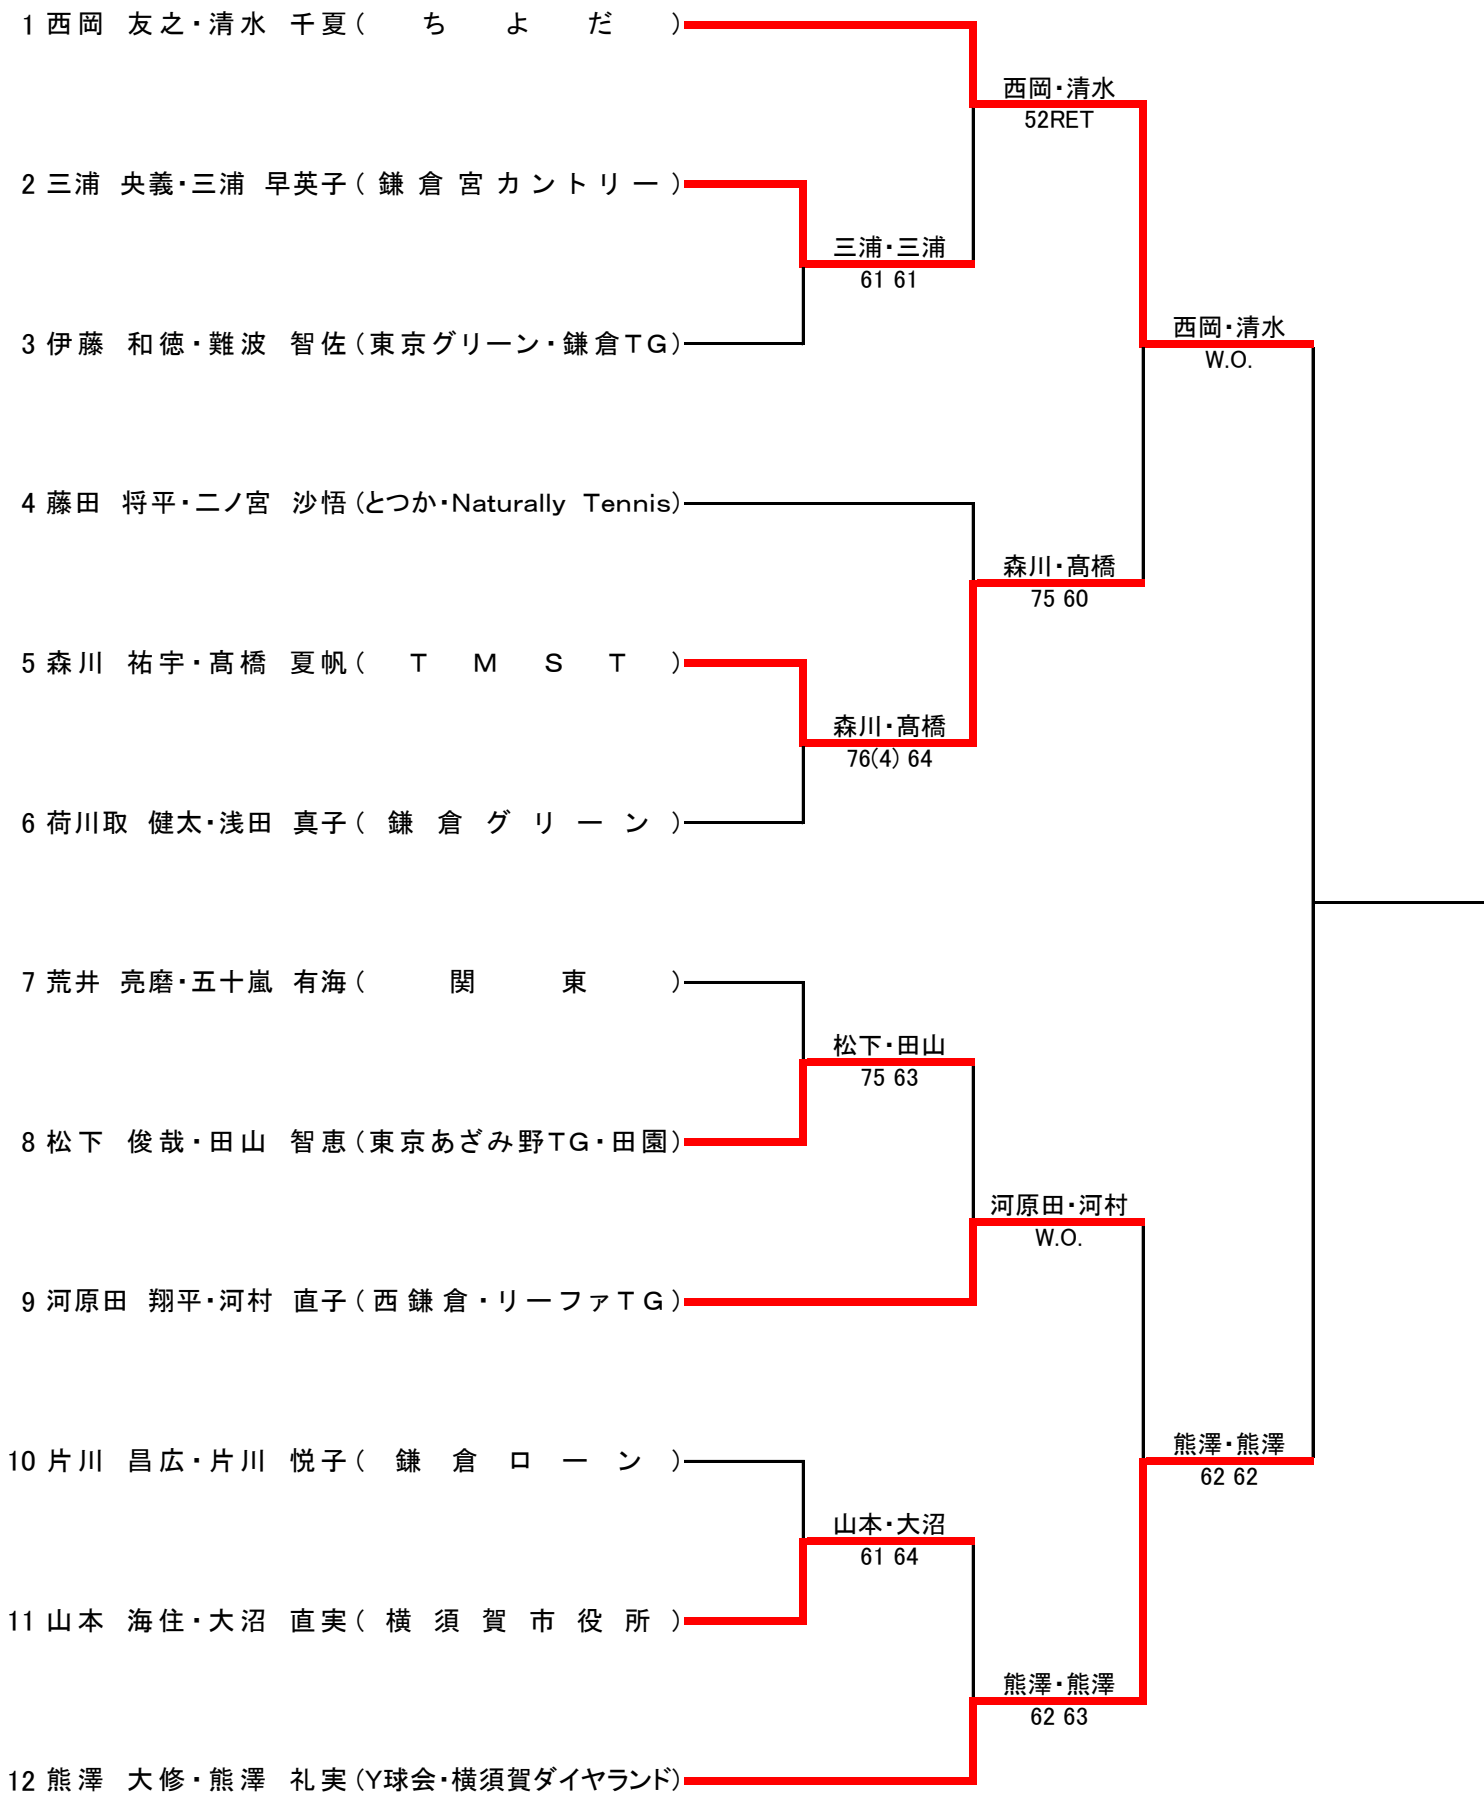 1 西岡 友之・清水 千夏 ( ち よ だ )
西岡・清水
52RET
2 三浦 央義・三浦 早英子 ( 鎌倉宮カントリー )
三浦・三浦
61 61
西岡・清水
W.O.
3 伊藤 和徳・難波 智佐 (東京グリーン・鎌倉TG)
4 藤田 将平・二ノ宮 沙悟 (とつか・Naturally Tennis)
森川・髙橋
75 60
5 森川 祐宇・髙橋 夏帆 ( T M S T )
森川・髙橋
76(4) 64
6 荷川取 健太・浅田 真子 ( 鎌倉グリーン )
7 荒井 亮磨・五十嵐 有海 ( 関 東 )
松下・田山
75 63
8 松下 俊哉・田山 智恵 (東京あざみ野TG・田園)
河原田・河村
W.O.
9 河原田 翔平・河村 直子 (西鎌倉・リーファTG)
熊澤・熊澤
62 62
10 片川 昌広・片川 悦子 ( 鎌倉ローン )
山本・大沼
61 64
11 山本 海住・大沼 直実 ( 横須賀市役所 )
熊澤・熊澤
62 63
12 熊澤 大修・熊澤 礼実 (Y球会・横須賀ダイヤランド)